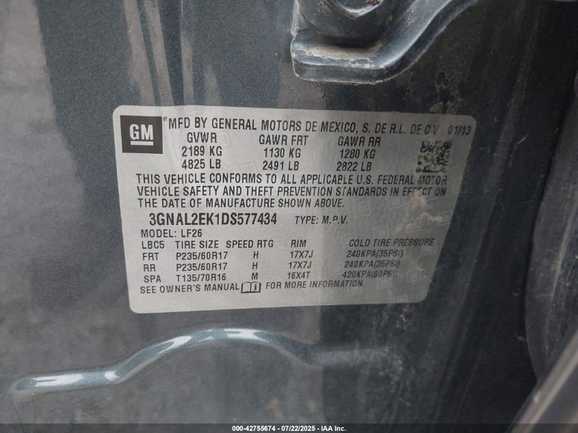 GM
MFD BY GENERAL MOTORS DE MEXICO, S. DE R.L. DE C V 01/13
GVWR GAWR FRT GAWR RR
2189 KG 1130 KG 1280 KG
4825 LB 2491 LB 2822 LB
THIS VEHICLE CONFORMS TO ALL APPLICABLE U.S. FEDERAL MOTOR
VEHICLE SAFETY AND THEFT PREVENTION STANDARDS IN EFFECT ON
THE DATE OF MANUFACTURE SHOWN ABOVE.
3GNAL2EK1DS577434 TYPE: M.P.V.
MODEL: LF26
LBC5 TIRE SIZE SPEED RTG RIM COLD TIRE PRESSURE
FRT P235/60R17 H 17X7J 240KPA(35PSI)
RR P235/60R17 H 17X7J 240KPA(35PSI)
SPA T135/70R16 M 16X4T 420KPA(60PSI)
SEE OWNER'S MANUAL FOR MORE INFORMATION.
000-42755674 07/22/2025 IAA Inc.